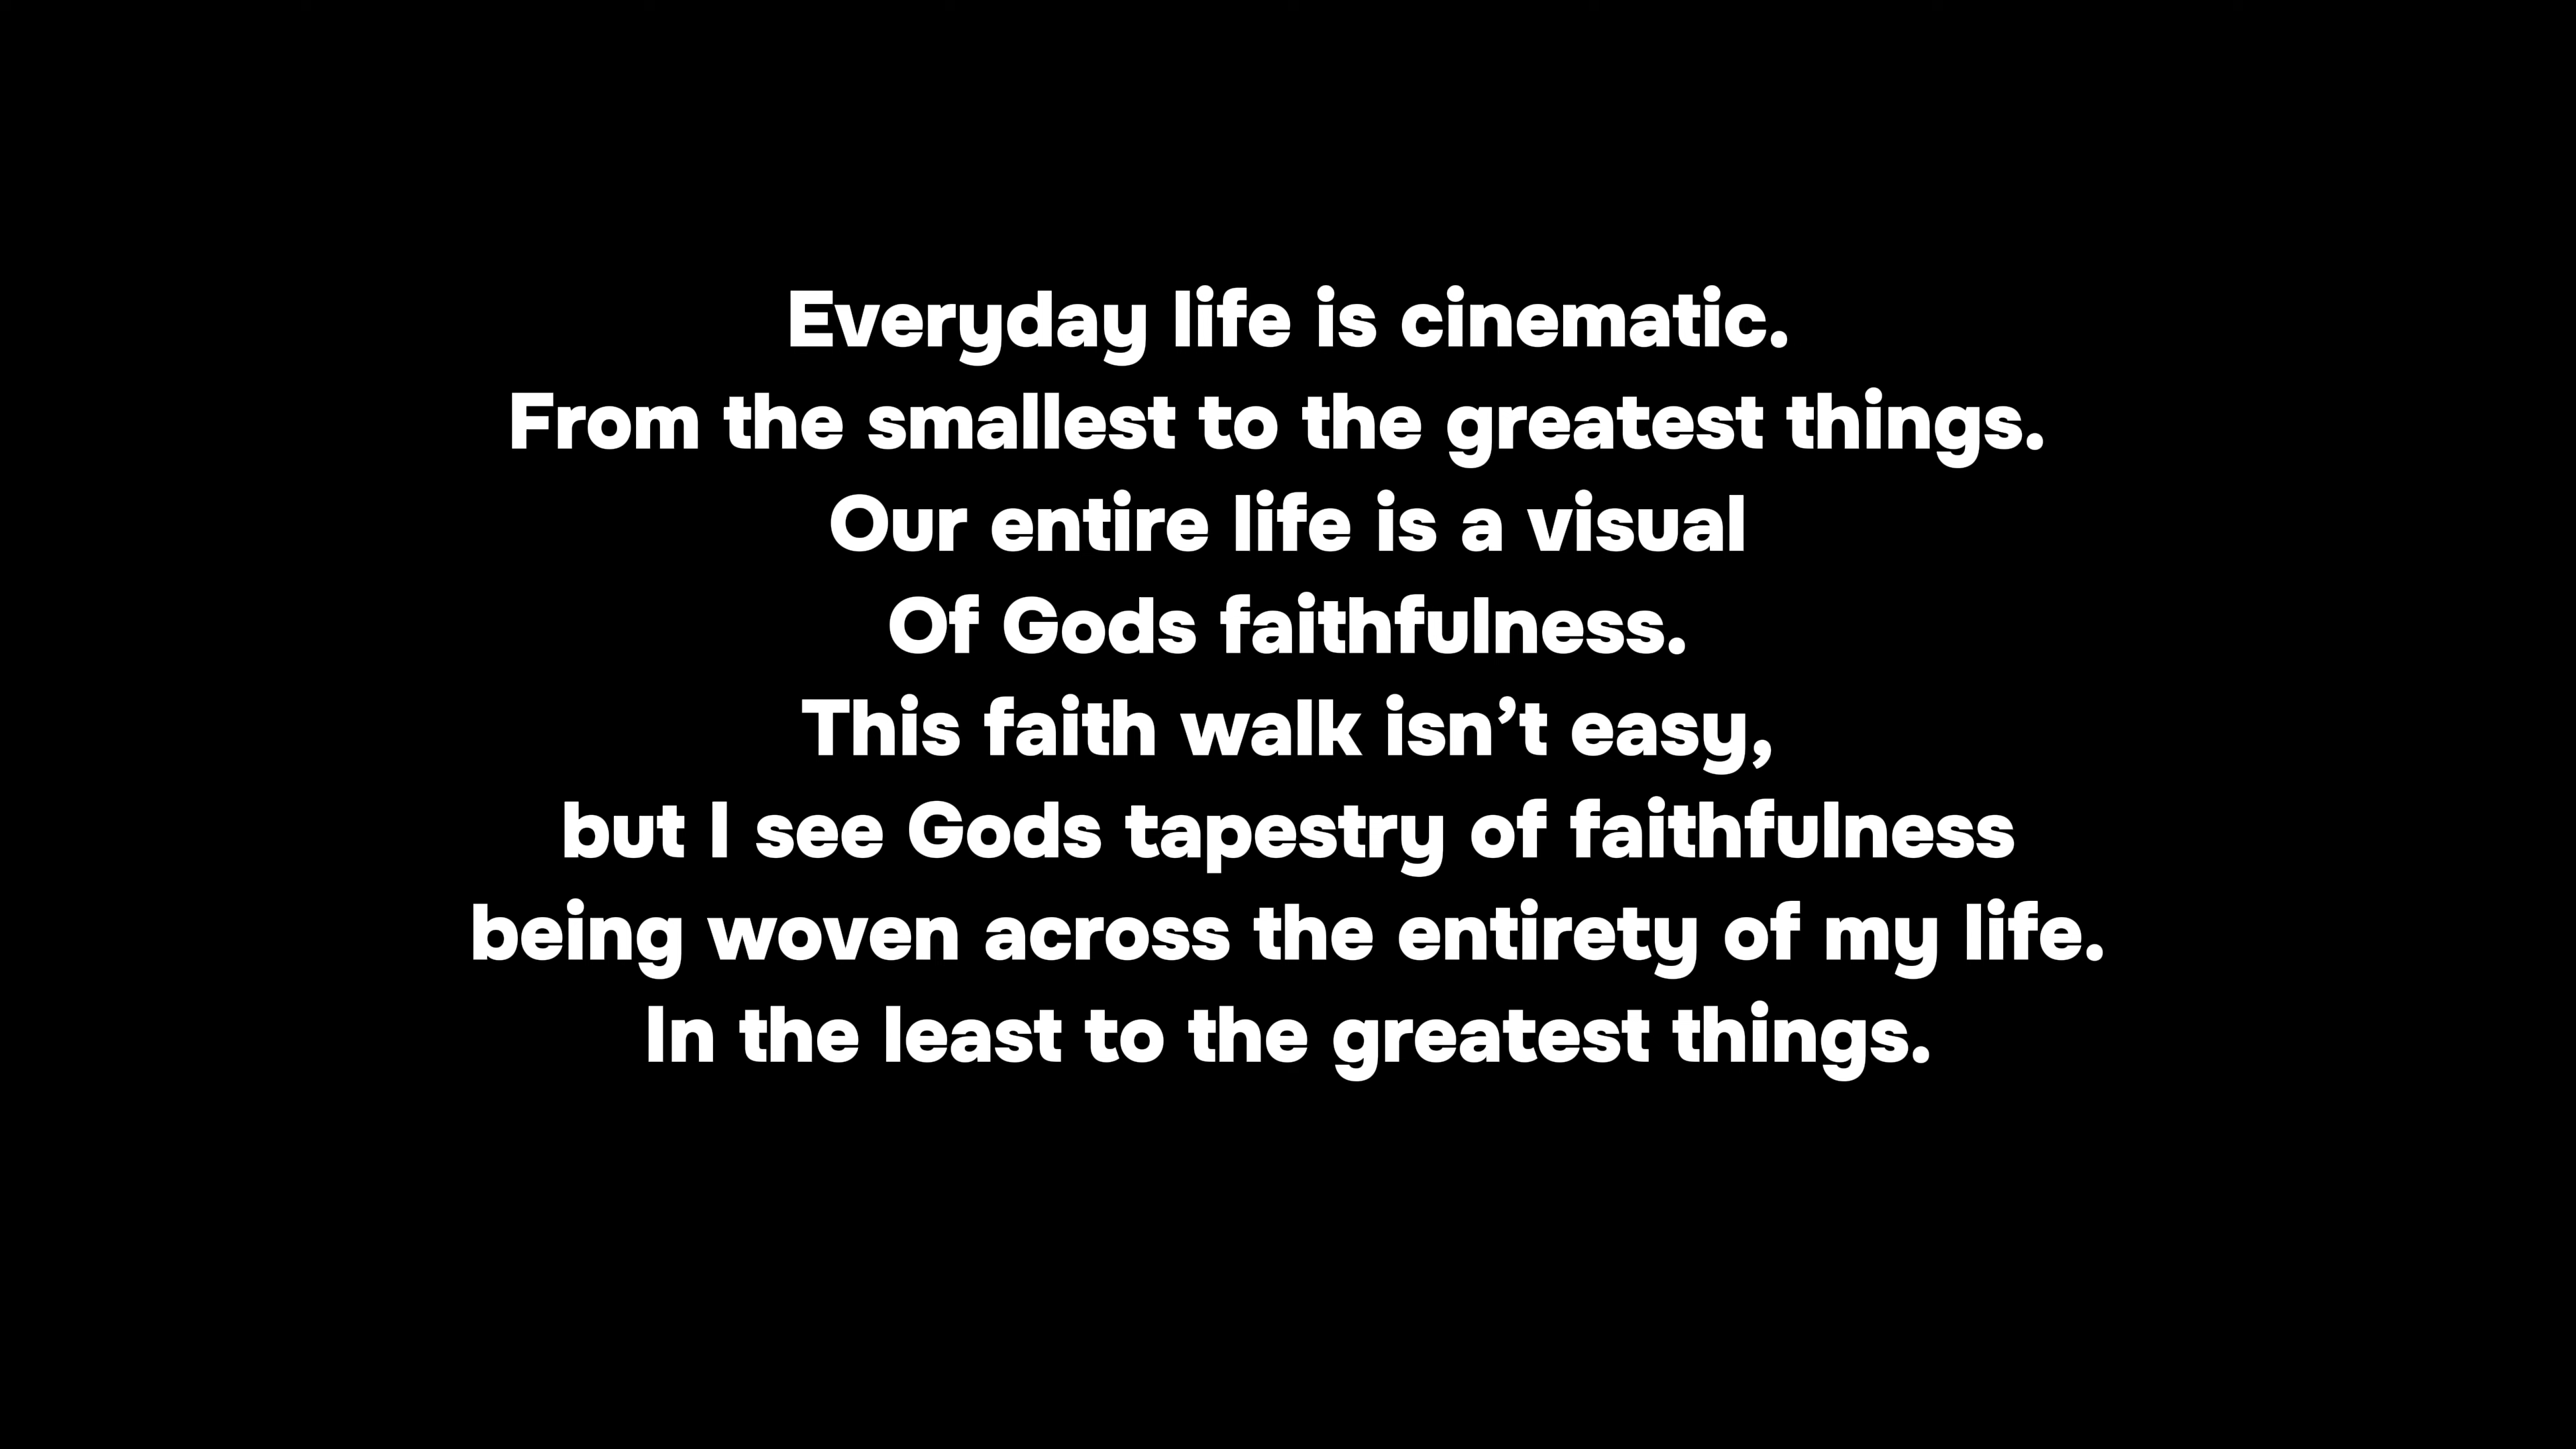 Everyday life is cinematic.
From the smallest to the greatest things.
Our entire life is a visual
Of Gods faithfulness.
This faith walk isn’t easy,
but I see Gods tapestry of faithfulness
being woven across the entirety of my life.
In the least to the greatest things.